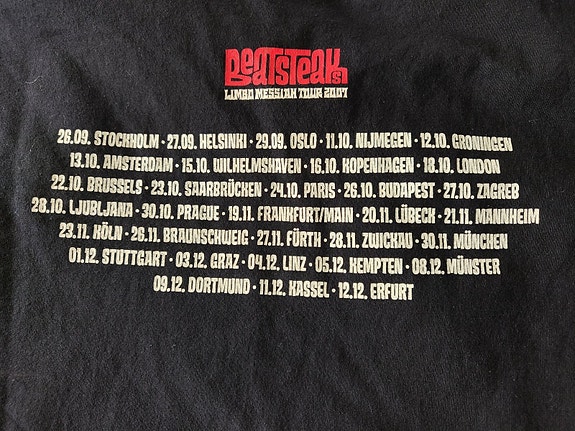 BEATSTEAKS
LIMBO MESSIAH TOUR 2007
26.09. STOCKHOLM · 27.09. HELSINKI · 29.09. OSLO · 11.10. NIJMEGEN · 12.10. GRONINGEN
13.10. AMSTERDAM · 15.10. WILHELMSHAVEN · 16.10. KOPENHAGEN · 18.10. LONDON
22.10. BRUSSELS · 23.10. SAARBRÜCKEN · 24.10. PARIS · 26.10. BUDAPEST · 27.10. ZAGREB
28.10. LJUBLJANA · 30.10. PRAGUE · 19.11. FRANKFURT/MAIN · 20.11. LÜBECK · 21.11. MANNHEIM
23.11. KÖLN · 26.11. BRAUNSCHWEIG · 27.11. FÜRTH · 28.11. ZWICKAU · 30.11. MÜNCHEN
01.12. STUTTGART · 03.12. GRAZ · 04.12. LINZ · 05.12. KEMPTEN · 08.12. MÜNSTER
09.12. DORTMUND · 11.12. KASSEL · 12.12. ERFURT